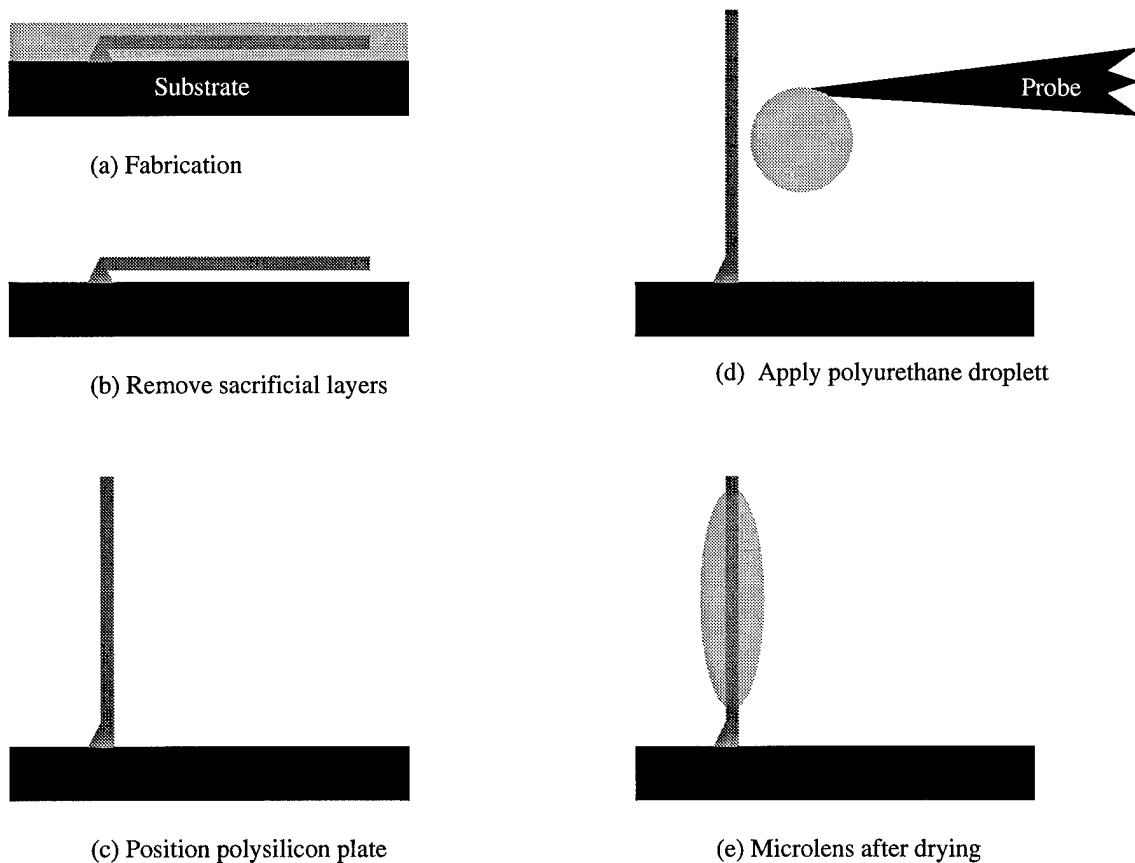 Substrate
(a) Fabrication
(b) Remove sacrificial layers
(c) Position polysilicon plate
Probe
(d) Apply polyurethane droplett
(e) Microlens after drying